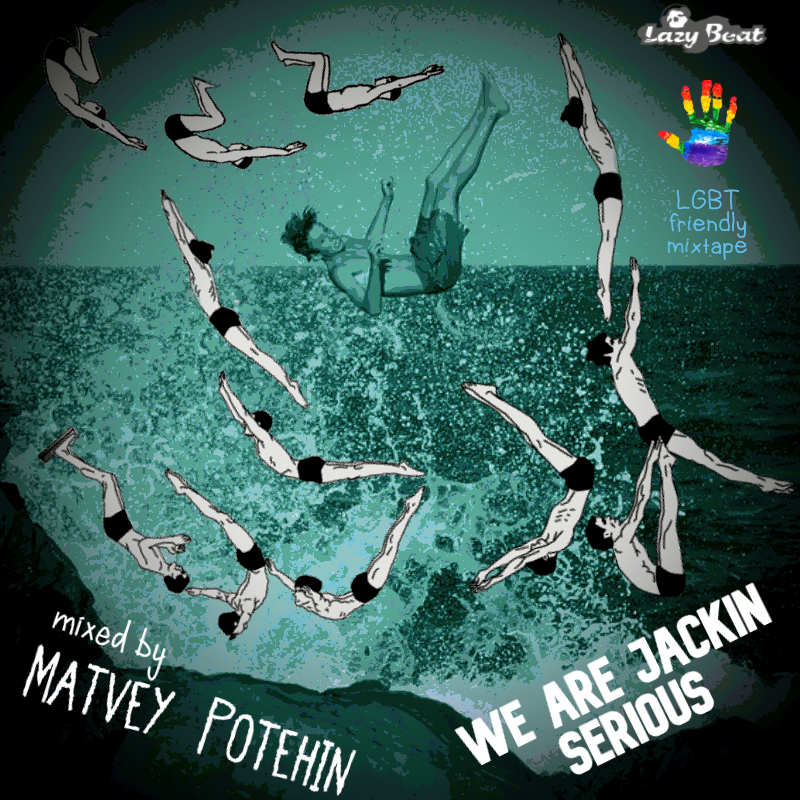 Lazy Beat
LGBT
friendly
mixtape
mixed by
MATVEY POTEHIN
WE ARE JACKIN
SERIOUS